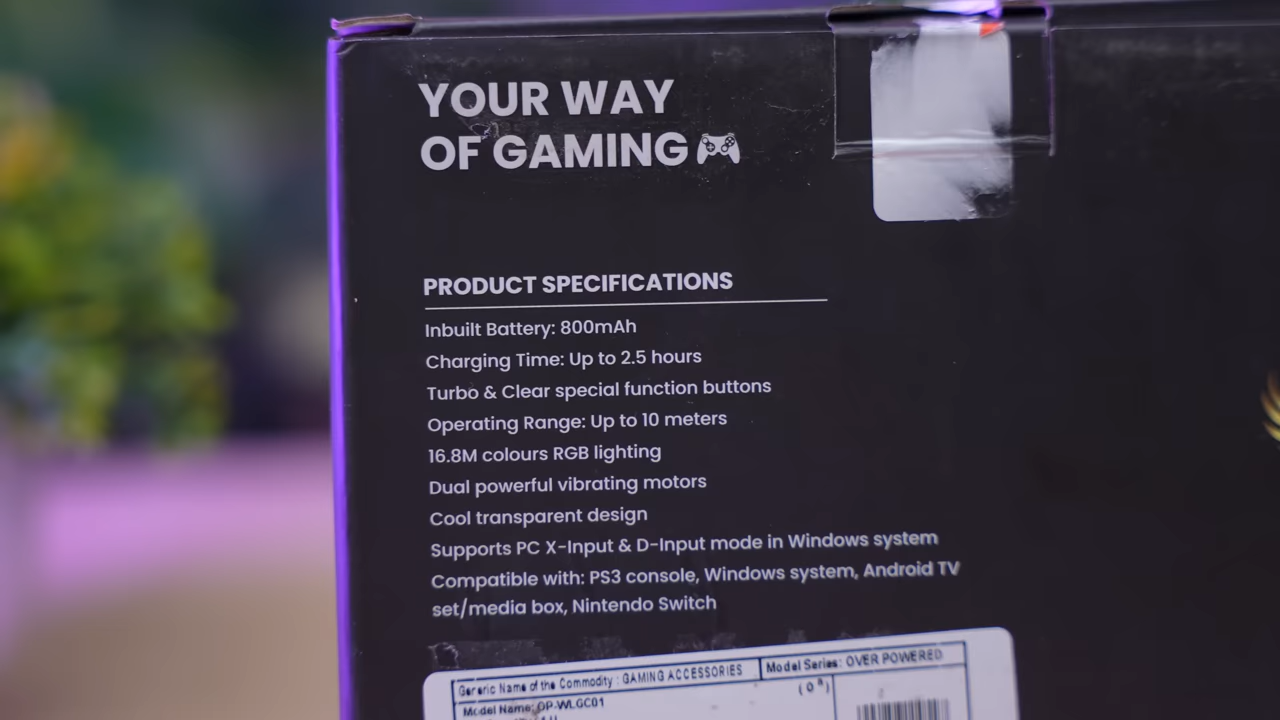 YOUR WAY
OF GAMING
PRODUCT SPECIFICATIONS
Inbuilt Battery: 800mAh
Charging Time: Up to 2.5 hours
Turbo & Clear special function buttons
Operating Range: Up to 10 meters
16.8M colours RGB lighting
Dual powerful vibrating motors
Cool transparent design
Supports PC X-Input & D-Input mode in Windows system
Compatible with: PS3 console, Windows system, Android TV
set/media box, Nintendo Switch
Generic Name of the Commodity : GAMING ACCESSORIES
Model Series: OVER POWERED
Model Name: OP-WLGC01